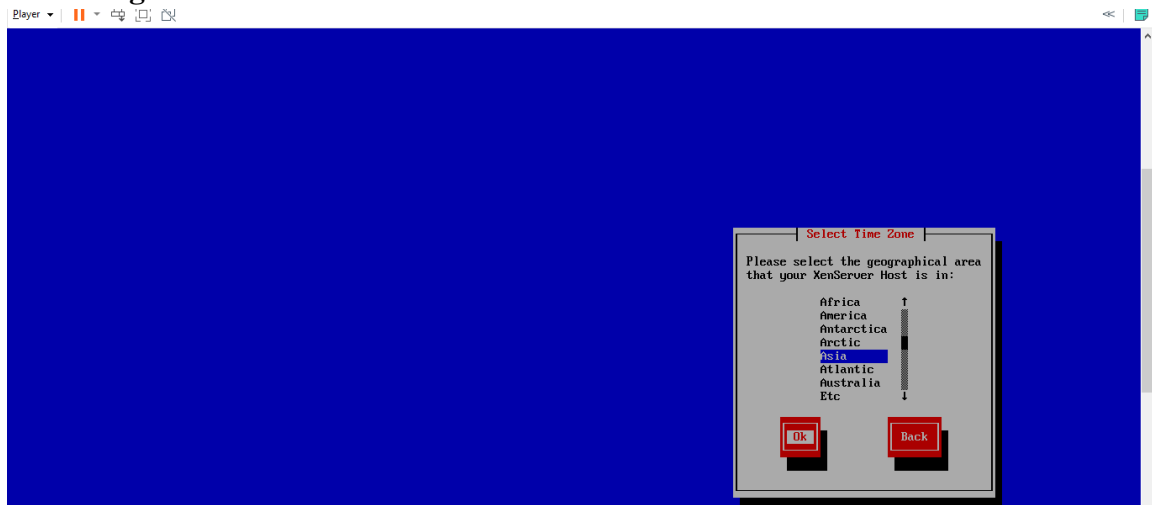 Player
Select Time Zone
Please select the geographical area
that your XenServer Host is in:
Africa
America
Antarctica
Arctic
Asia
Atlantic
Australia
Etc
Ok Back